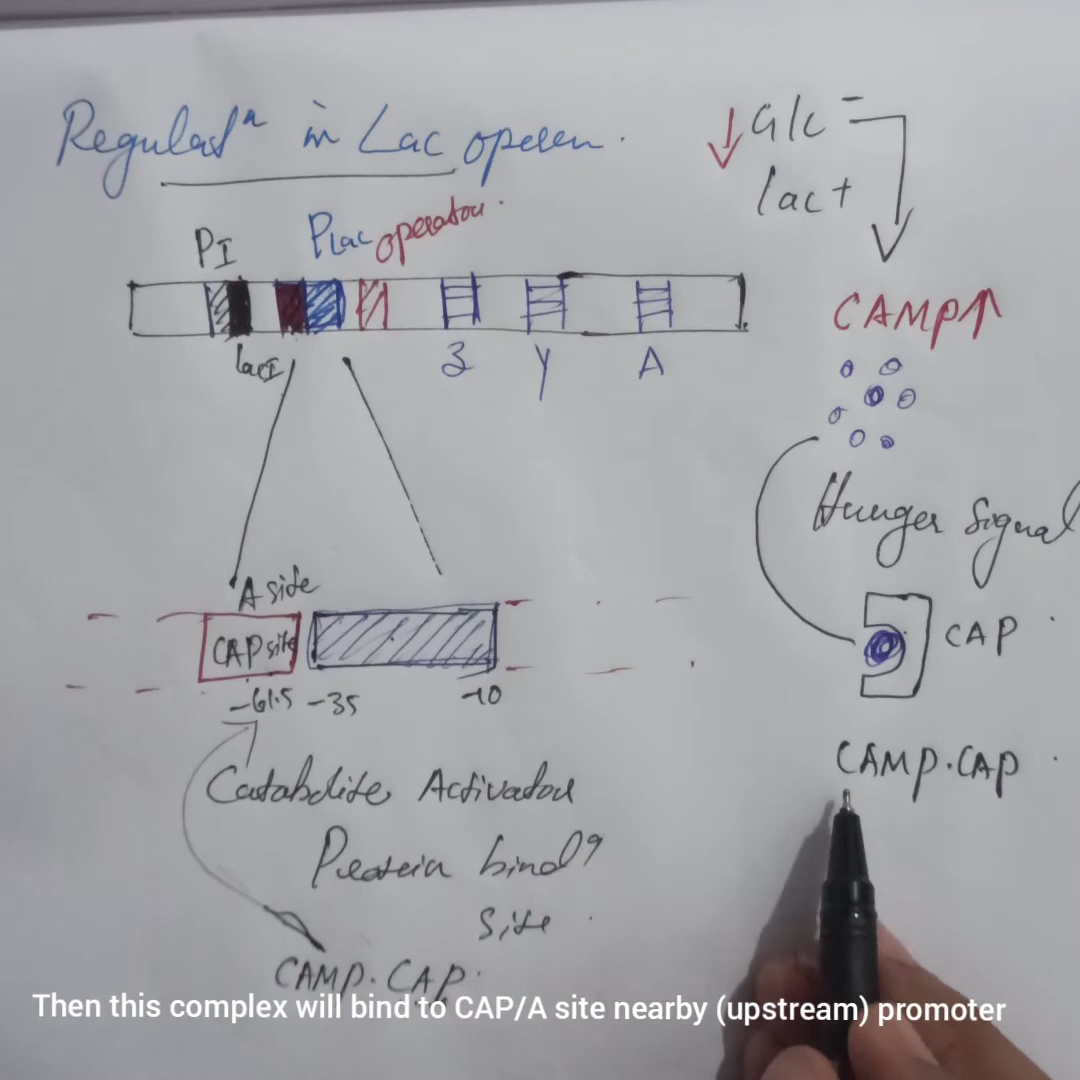 Regulatⁿ in Lac operon.
↓ Glc -
lac +
PI
PLac
operator
lacI
З
Y
A
CAMP↑
Hunger Signal
A site
CAP site
-61.5
-35
-10
CAP
Catabolite Activator
Protein bindg
Site
CAMP.CAP
CAMP.CAP.
Then this complex will bind to CAP/A site nearby (upstream) promoter